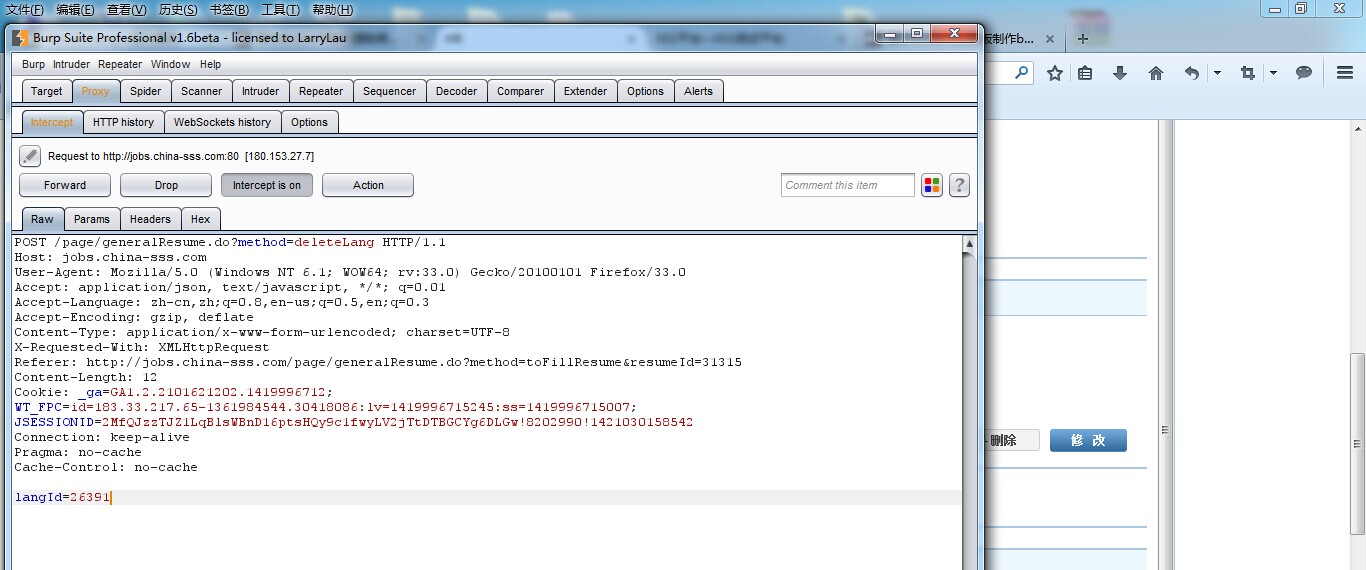 文件(F) 编辑(E) 查看(V) 历史(S) 书签(B) 工具(T) 帮助(H)
Burp Suite Professional v1.6beta - licensed to LarryLau
板制作b...
Burp Intruder Repeater Window Help
Target Proxy Spider Scanner Intruder Repeater Sequencer Decoder Comparer Extender Options Alerts
Intercept HTTP history WebSockets history Options
Request to http://jobs.china-sss.com:80 [180.153.27.7]
Forward Drop Intercept is on Action Comment this item ?
Raw Params Headers Hex
POST /page/generalResume.do?method=deleteLang HTTP/1.1
Host: jobs.china-sss.com
User-Agent: Mozilla/5.0 (Windows NT 6.1; WOW64; rv:33.0) Gecko/20100101 Firefox/33.0
Accept: application/json, text/javascript, */*; q=0.01
Accept-Language: zh-cn,zh;q=0.8,en-us;q=0.5,en;q=0.3
Accept-Encoding: gzip, deflate
Content-Type: application/x-www-form-urlencoded; charset=UTF-8
X-Requested-With: XMLHttpRequest
Referer: http://jobs.china-sss.com/page/generalResume.do?method=toFillResume&resumeId=31315
Content-Length: 12
Cookie: _ga=GA1.2.2101621202.1419996712;
WT_FPC=id=183.33.217.65-1361984544.30418086:lv=1419996715245:ss=1419996715007;
JSESSIONID=2MfQJzzTJZ1LqBlsWBnD16ptsHQy9c1fwyLV2jTtDTBGCYg6DLGw!8202990!1421030158542
Connection: keep-alive
Pragma: no-cache
Cache-Control: no-cache
langId=26391
删除 修 改